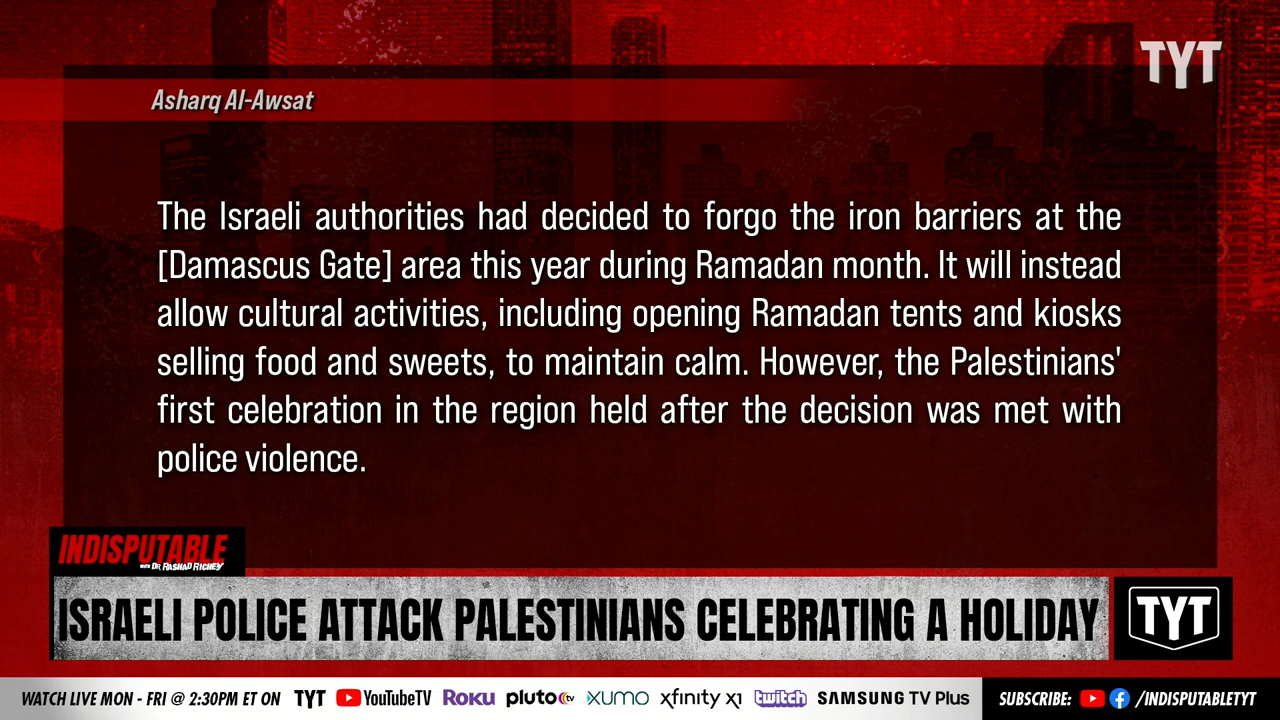 TYT
Asharq Al-Awsat
The Israeli authorities had decided to forgo the iron barriers at the
[Damascus Gate] area this year during Ramadan month. It will instead
allow cultural activities, including opening Ramadan tents and kiosks
selling food and sweets, to maintain calm. However, the Palestinians'
first celebration in the region held after the decision was met with
police violence.
INDISPUTABLE
WITH DR. RASHAD RICHEY
ISRAELI POLICE ATTACK PALESTINIANS CELEBRATING A HOLIDAY
TYT
WATCH LIVE MON - FRI @ 2:30PM ET ON TYT YouTubeTV ROKU pluto tv xumo xfinity x1 twitch SAMSUNG TV Plus SUBSCRIBE: /INDISPUTABLETYT